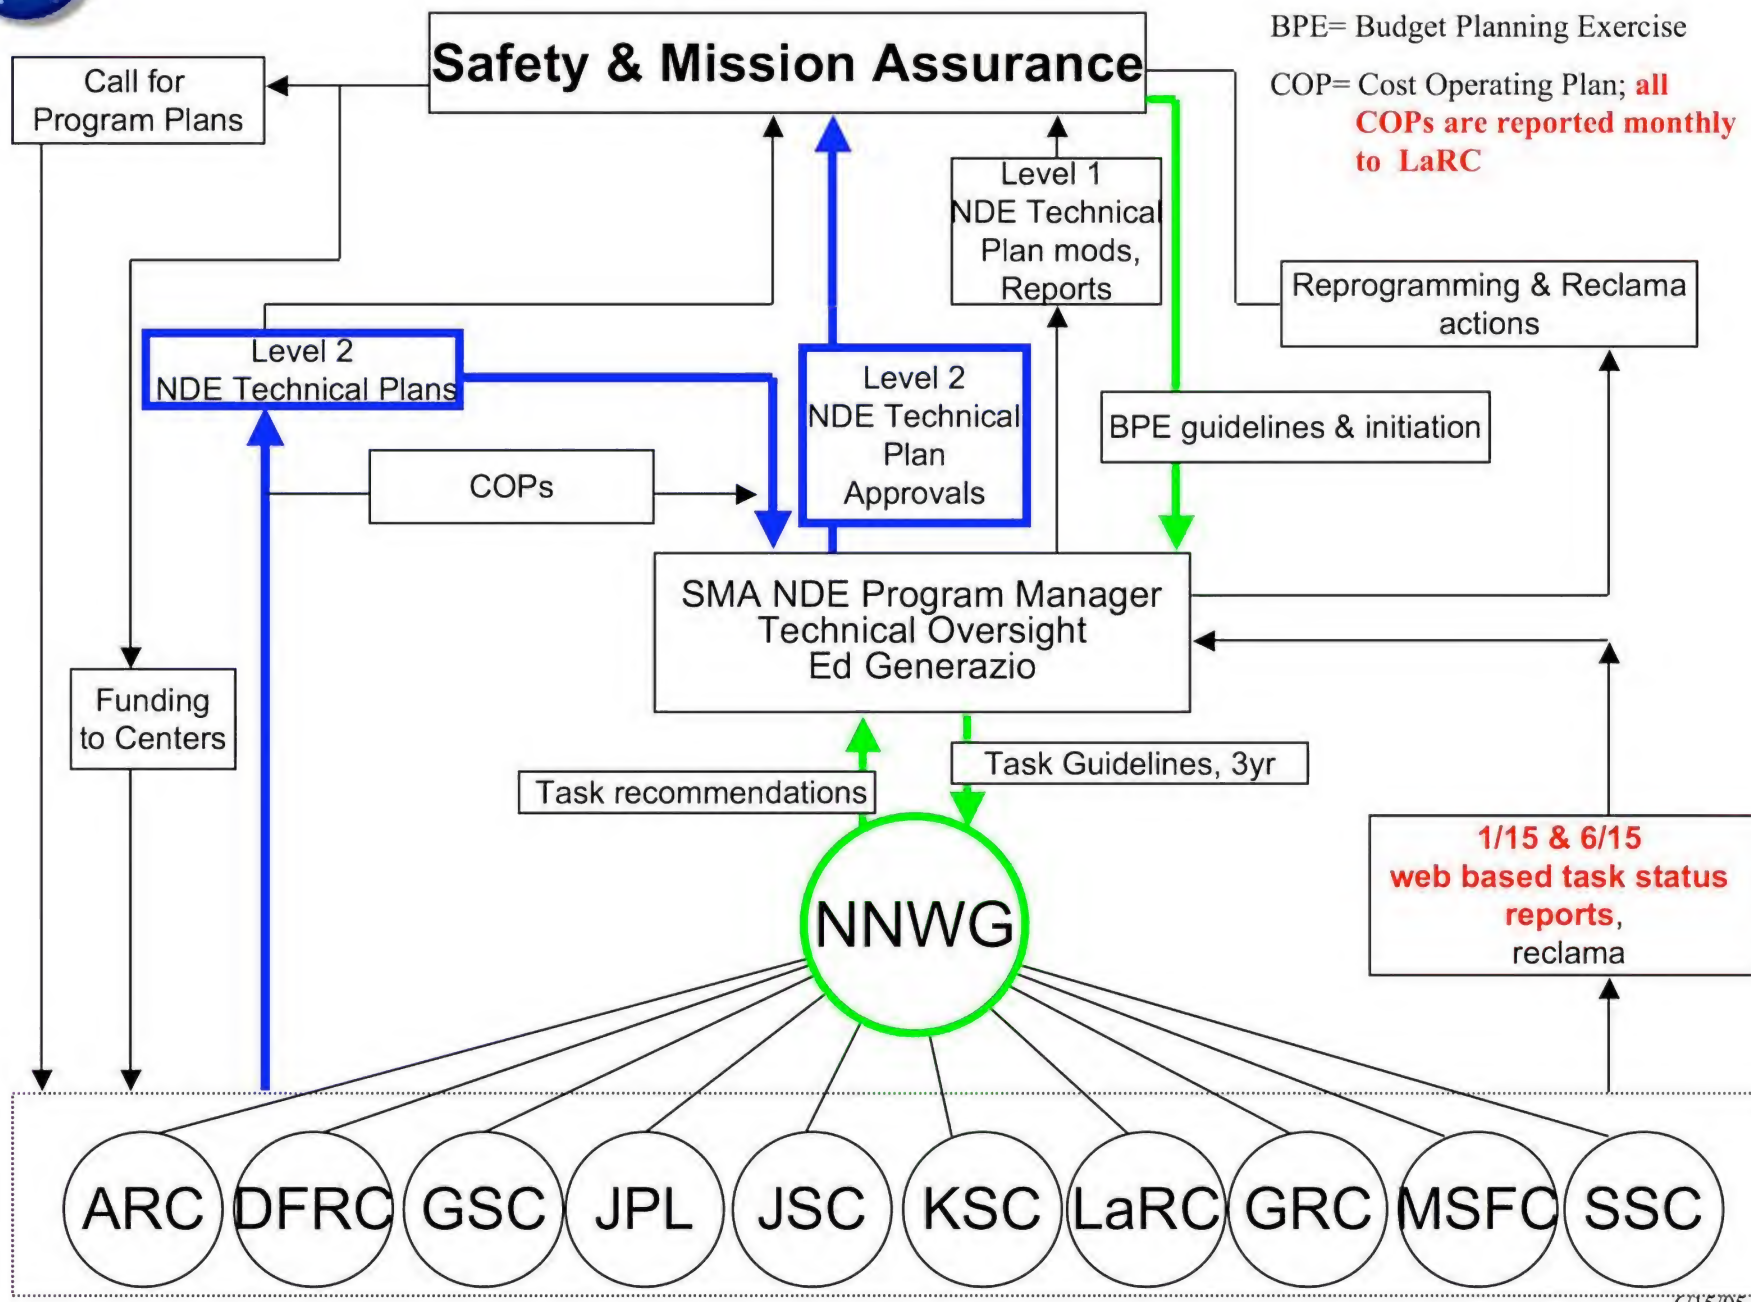 Safety & Mission Assurance
BPE= Budget Planning Exercise
COP= Cost Operating Plan; all
COPs are reported monthly
to LaRC
Call for
Program Plans
Level 1
NDE Technical
Plan mods,
Reports
Reprogramming & Reclama
actions
Level 2
NDE Technical Plans
Level 2
NDE Technical
Plan
Approvals
BPE guidelines & initiation
COPs
SMA NDE Program Manager
Technical Oversight
Ed Generazio
Funding
to Centers
Task Guidelines, 3yr
Task recommendations
1/15 & 6/15
web based task status
reports,
reclama
NNWG
ARC DFRC GSC JPL JSC KSC LaRC GRC MSFC SSC